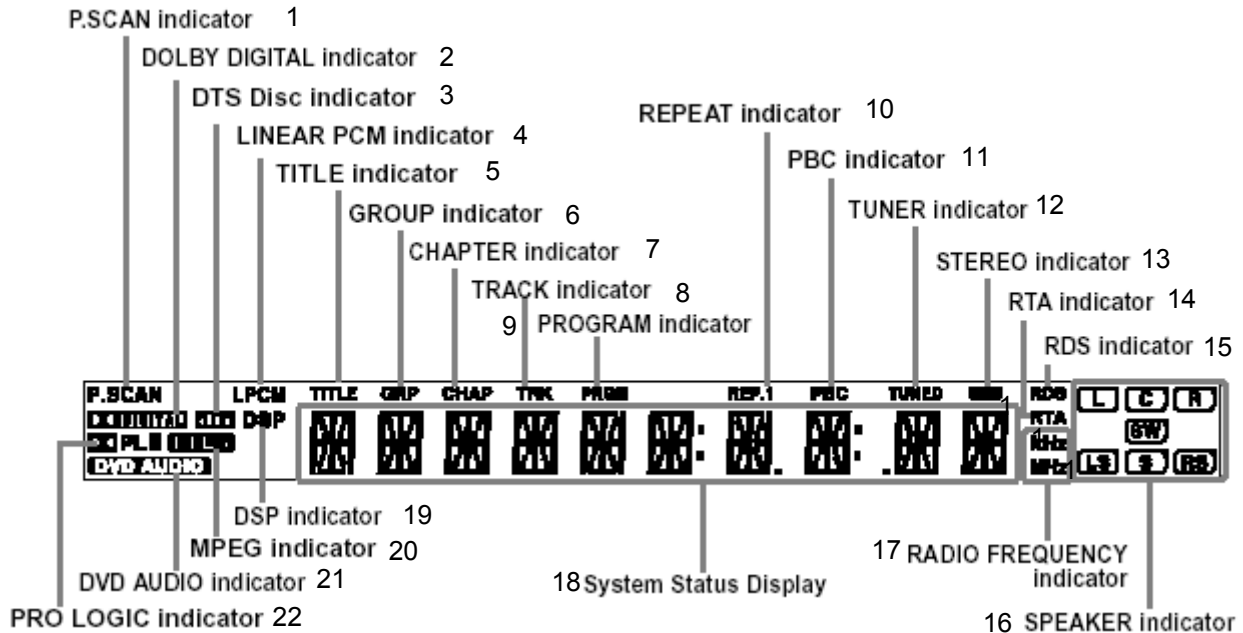 P.SCAN indicator 1
DOLBY DIGITAL indicator 2
DTS Disc indicator 3
LINEAR PCM indicator 4
TITLE indicator 5
GROUP indicator 6
CHAPTER indicator 7
TRACK indicator 8
9 PROGRAM indicator
REPEAT indicator 10
PBC indicator 11
TUNER indicator 12
STEREO indicator 13
RTA indicator 14
RDS indicator 15
P.SCAN LPCM TITLE GRP CHAP TRK PRGM REP.1 PBC TUNED RDS
DSP RTA
L C R
SW
PL II KHz
MHz
LS S RS
DVD AUDIO
DSP indicator 19
MPEG indicator 20
DVD AUDIO indicator 21
PRO LOGIC indicator 22
18 System Status Display
17 RADIO FREQUENCY
indicator
16 SPEAKER indicator